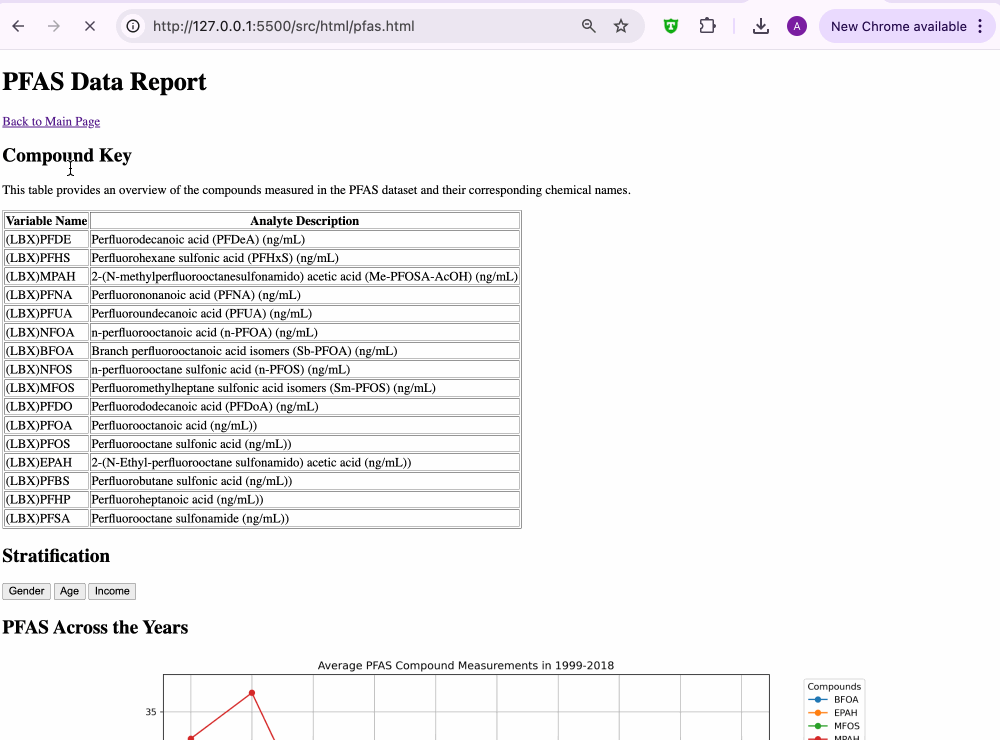 http://127.0.0.1:5500/src/html/pfas.html
A
New Chrome available
PFAS Data Report
Back to Main Page
Compound Key
This table provides an overview of the compounds measured in the PFAS dataset and their corresponding chemical names.
Variable Name Analyte Description
(LBX)PFDE Perfluorodecanoic acid (PFDeA) (ng/mL)
(LBX)PFHS Perfluorohexane sulfonic acid (PFHxS) (ng/mL)
(LBX)MPAH 2-(N-methylperfluorooctanesulfonamido) acetic acid (Me-PFOSA-AcOH) (ng/mL)
(LBX)PFNA Perfluorononanoic acid (PFNA) (ng/mL)
(LBX)PFUA Perfluoroundecanoic acid (PFUA) (ng/mL)
(LBX)NFOA n-perfluorooctanoic acid (n-PFOA) (ng/mL)
(LBX)BFOA Branch perfluorooctanoic acid isomers (Sb-PFOA) (ng/mL)
(LBX)NFOS n-perfluorooctane sulfonic acid (n-PFOS) (ng/mL)
(LBX)MFOS Perfluoromethylheptane sulfonic acid isomers (Sm-PFOS) (ng/mL)
(LBX)PFDO Perfluorododecanoic acid (PFDoA) (ng/mL)
(LBX)PFOA Perfluorooctanoic (ng/mL))
(LBX)PFOS Perfluorooctane sulfonic acid (ng/mL))
(LBX)EPAH 2-(N-Ethyl-perfluorooctane sulfonamido) acetic acid (ng/mL))
(LBX)PFBS Perfluorobutane sulfonic acid (ng/mL))
(LBX)PFHP Perfluoroheptanoic acid (ng/mL))
(LBX)PFSA Perfluorooctane sulfonamide (ng/mL))
Stratification
Gender Age Income
PFAS Across the Years
Average PFAS Compound Measurements in 1999-2018
35
Compounds
BFOA
EPAH
MFOS
MPAH